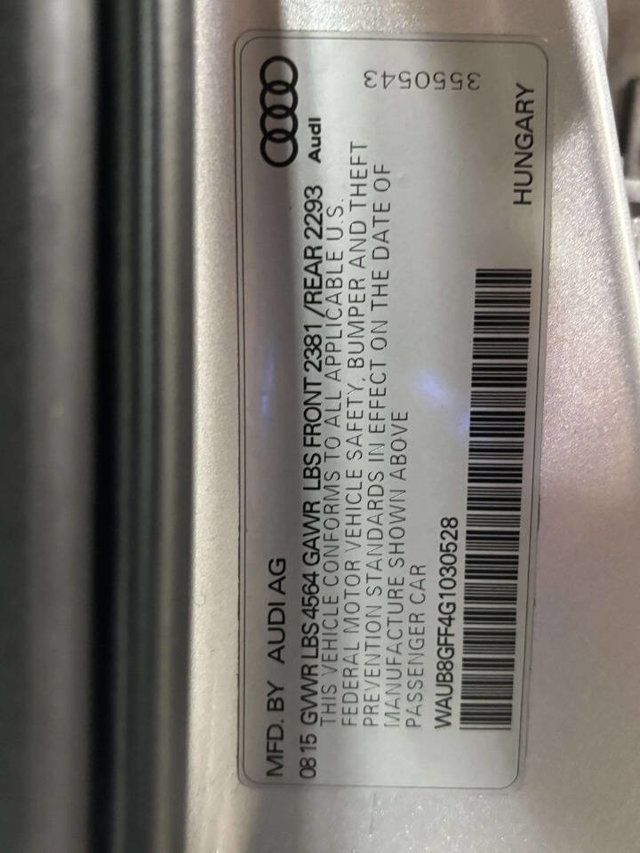 MFD. BY AUDI AG
08 15 GVWR LBS 4564 GAWR LBS FRONT 2381 /REAR 2293
Audi
THIS VEHICLE CONFORMS TO ALL APPLICABLE U.S.
FEDERAL MOTOR VEHICLE SAFETY, BUMPER AND THEFT
PREVENTION STANDARDS IN EFFECT ON THE DATE OF
MANUFACTURE SHOWN ABOVE
PASSENGER CAR
WAUB8GFF4G1030528
3550543
HUNGARY